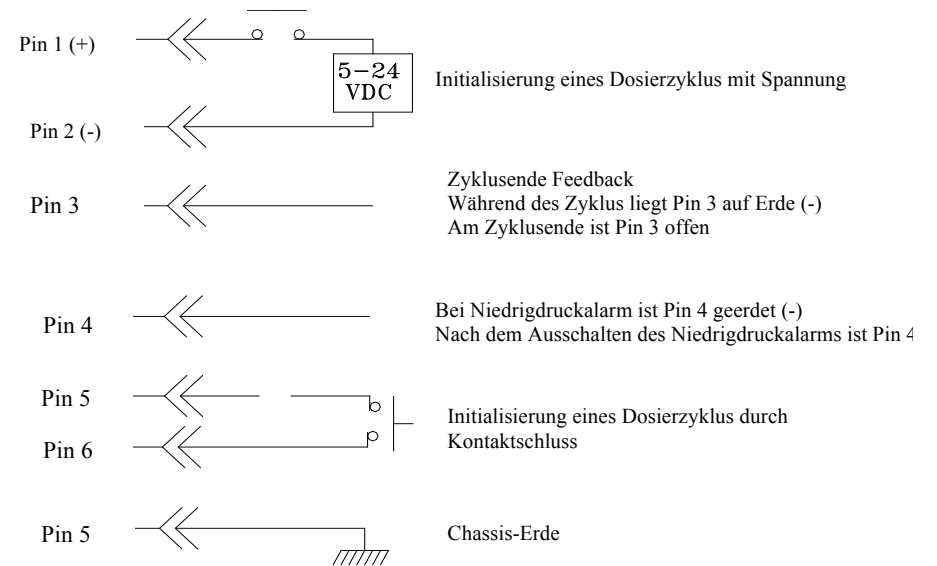 Pin 1 (+)
5-24
VDC
Initialisierung eines Dosierzyklus mit Spannung
Pin 2 (-)
Pin 3
Zyklusende Feedback
Während des Zyklus liegt Pin 3 auf Erde (-)
Am Zyklusende ist Pin 3 offen
Pin 4
Bei Niedrigdruckalarm ist Pin 4 geerdet (-)
Nach dem Ausschalten des Niedrigdruckalarms ist Pin 4
Pin 5
Pin 6
Initialisierung eines Dosierzyklus durch
Kontaktschluss
Pin 5
Chassis-Erde